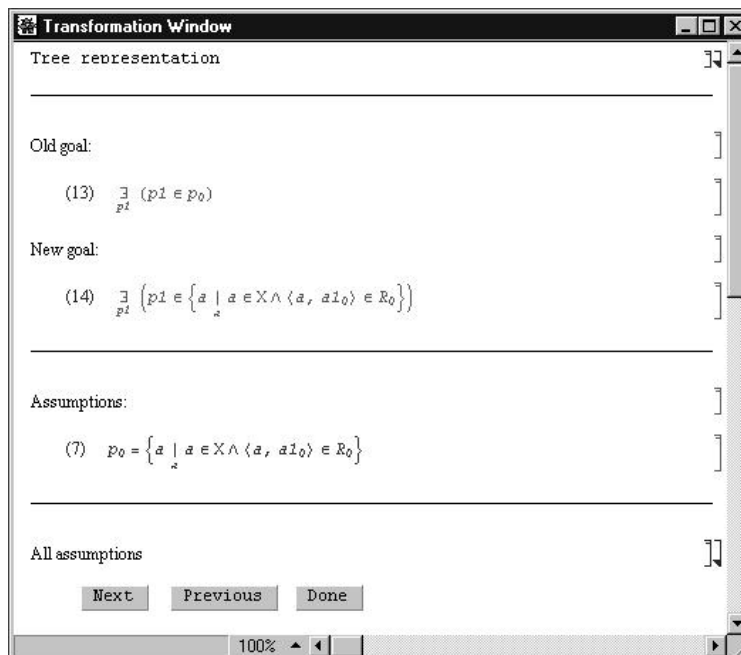 Transformation Window
Tree representation
Old goal:
(13) ∃ (p1 ∈ p₀)
p1
New goal:
(14) ∃ (p1 ∈ {a | a ∈ X ∧ ⟨a, a1₀⟩ ∈ R₀})
p1 a
Assumptions:
(7) p₀ = {a | a ∈ X ∧ ⟨a, a1₀⟩ ∈ R₀}
a
All assumptions
Next Previous Done
100%